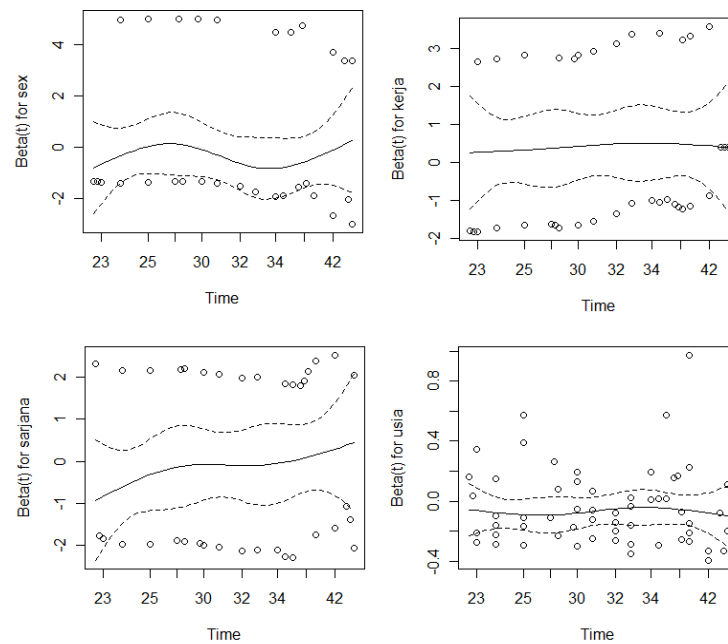 Beta(t) for sex
4
2
0
-2
23 25 30 32 34 42
Time
Beta(t) for kerja
3
2
1
0
-1
-2
23 25 30 32 34 42
Time
Beta(t) for sarjana
2
1
0
-1
-2
23 25 30 32 34 42
Time
Beta(t) for usia
0.8
0.4
0.0
-0.4
23 25 30 32 34 42
Time